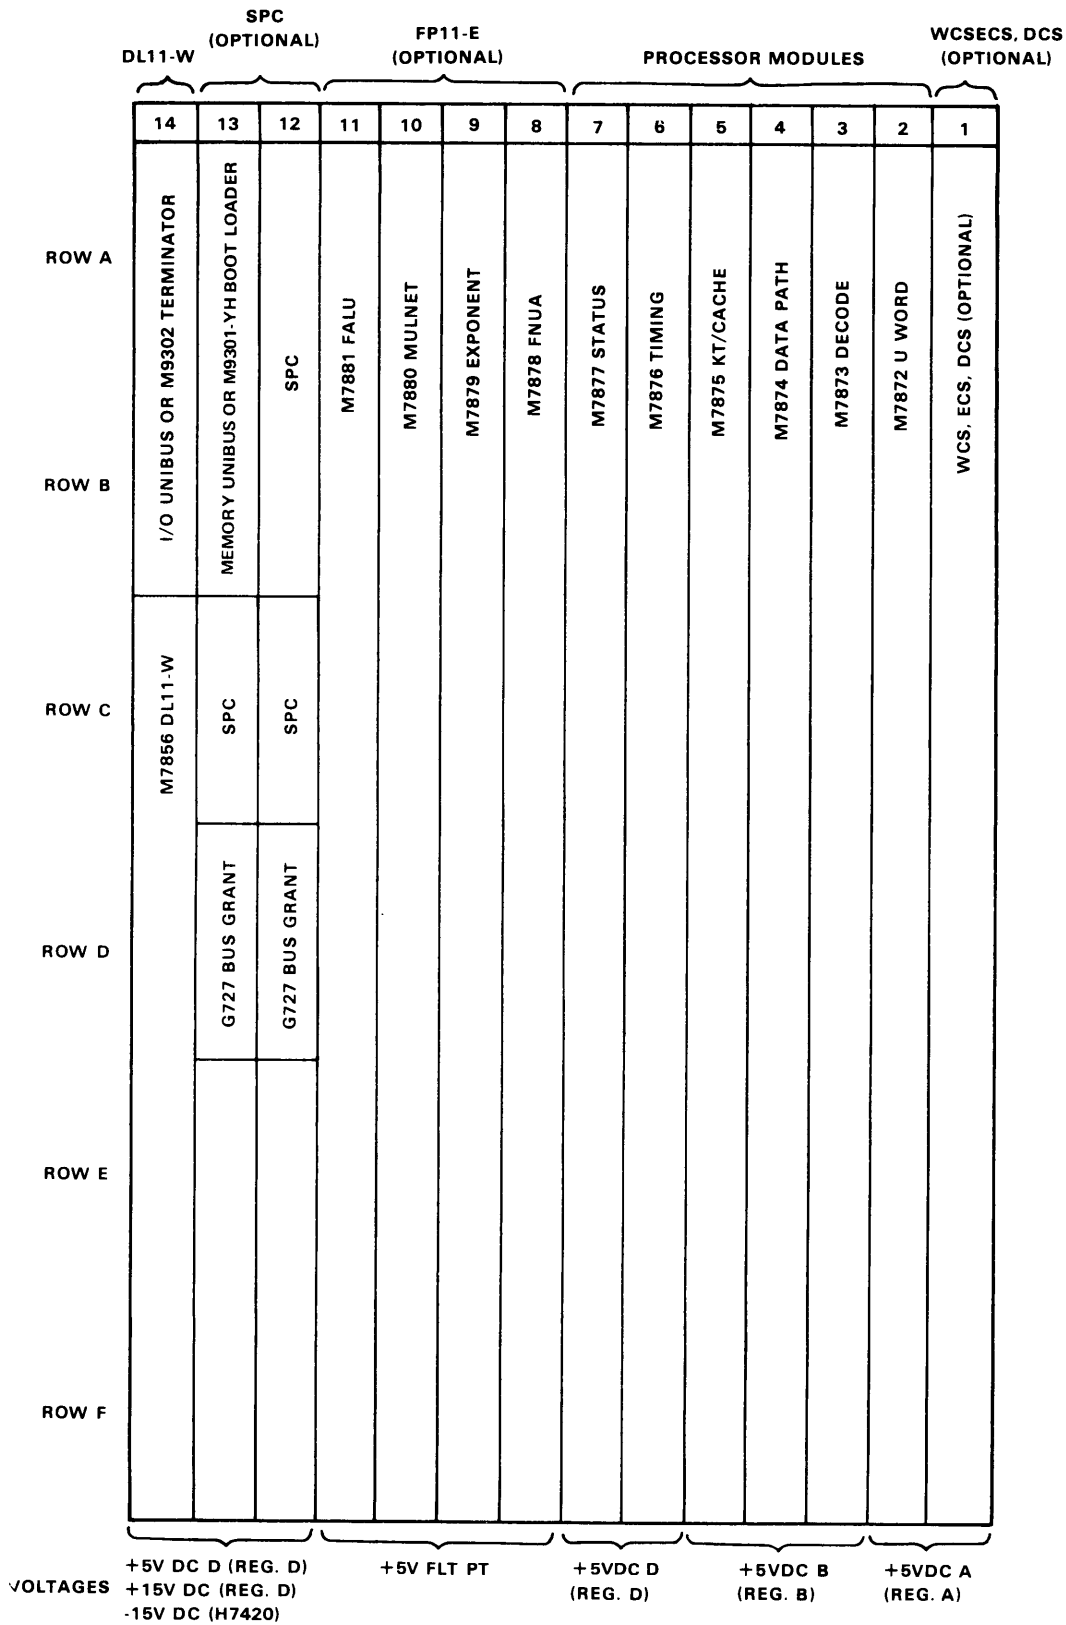 SPC
(OPTIONAL)
DL11-W
FP11-E
(OPTIONAL)
PROCESSOR MODULES
WCSECS, DCS
(OPTIONAL)
14 13 12 11 10 9 8 7 6 5 4 3 2 1
ROW A
ROW B
ROW C
ROW D
ROW E
ROW F
I/O UNIBUS OR M9302 TERMINATOR
MEMORY UNIBUS OR M9301-YH BOOT LOADER
SPC
M7881 FALU
M7880 MULNET
M7879 EXPONENT
M7878 FNUA
M7877 STATUS
M7876 TIMING
M7875 KT/CACHE
M7874 DATA PATH
M7873 DECODE
M7872 U WORD
WCS, ECS, DCS (OPTIONAL)
M7856 DL11-W
SPC
SPC
G727 BUS GRANT
G727 BUS GRANT
VOLTAGES
+5V DC D (REG. D)
+15V DC (REG. D)
-15V DC (H7420)
+5V FLT PT
+5VDC D
(REG. D)
+5VDC B
(REG. B)
+5VDC A
(REG. A)